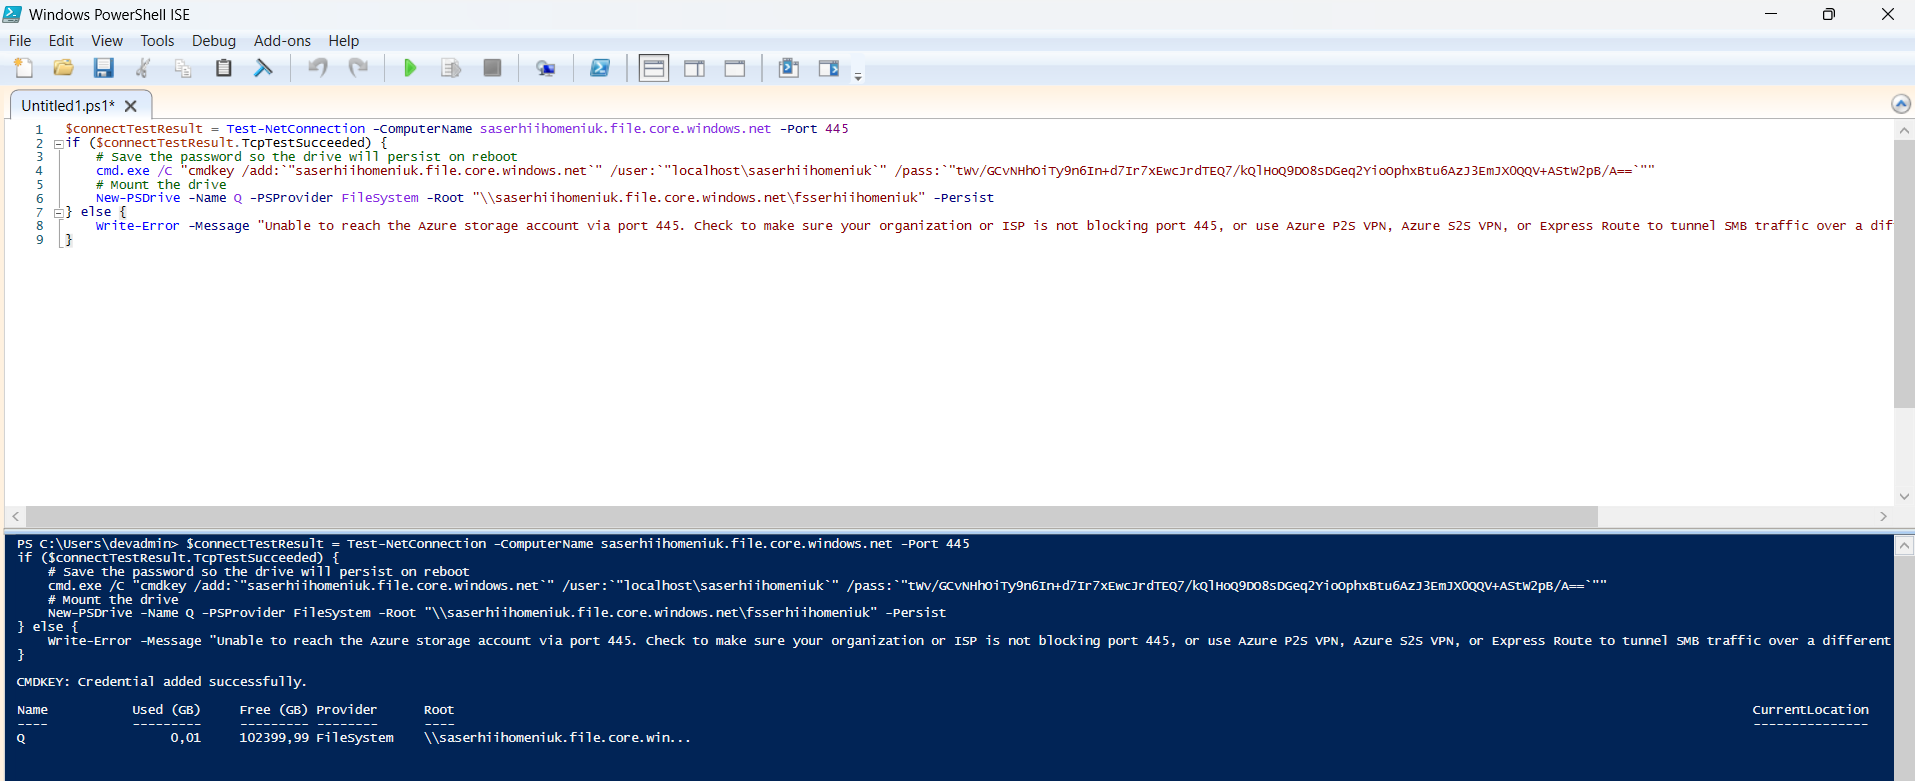 Windows PowerShell ISE
File Edit View Tools Debug Add-ons Help
Untitled1.ps1*
1 $connectTestResult = Test-NetConnection -ComputerName saserhiihomeniuk.file.core.windows.net -Port 445
2 if ($connectTestResult.TcpTestSucceeded) {
3 # Save the password so the drive will persist on reboot
4 cmd.exe /C "cmdkey /add:`"saserhiihomeniuk.file.core.windows.net`" /user:`"localhost\saserhiihomeniuk`" /pass:`"tWv/GCvNHhOiTy9n6In+d7Ir7xEwcJrdTEQ7/kQlHoQ9DO8sDGeq2YioOphxBtu6AzJ3EmJXOQQV+AStW2pB/A==`""
5 # Mount the drive
6 New-PSDrive -Name Q -PSProvider FileSystem -Root "\\saserhiihomeniuk.file.core.windows.net\fsserhiihomeniuk" -Persist
7 } else {
8 Write-Error -Message "Unable to reach the Azure storage account via port 445. Check to make sure your organization or ISP is not blocking port 445, or use Azure P2S VPN, Azure S2S VPN, or Express Route to tunnel SMB traffic over a dif
9 }
PS C:\Users\devadmin> $connectTestResult = Test-NetConnection -ComputerName saserhiihomeniuk.file.core.windows.net -Port 445
if ($connectTestResult.TcpTestSucceeded) {
# Save the password so the drive will persist on reboot
cmd.exe /C "cmdkey /add:`"saserhiihomeniuk.file.core.windows.net`" /user:`"localhost\saserhiihomeniuk`" /pass:`"tWv/GCvNHhOiTy9n6In+d7Ir7xEwcJrdTEQ7/kQlHoQ9DO8sDGeq2YioOphxBtu6AzJ3EmJXOQQV+AStW2pB/A==`""
# Mount the drive
New-PSDrive -Name Q -PSProvider FileSystem -Root "\\saserhiihomeniuk.file.core.windows.net\fsserhiihomeniuk" -Persist
} else {
Write-Error -Message "Unable to reach the Azure storage account via port 445. Check to make sure your organization or ISP is not blocking port 445, or use Azure P2S VPN, Azure S2S VPN, or Express Route to tunnel SMB traffic over a different
}
CMDKEY: Credential added successfully.
Name Used (GB) Free (GB) Provider Root CurrentLocation
---- --------- --------- -------- ---- ---------------
Q 0,01 102399,99 FileSystem \\saserhiihomeniuk.file.core.win...